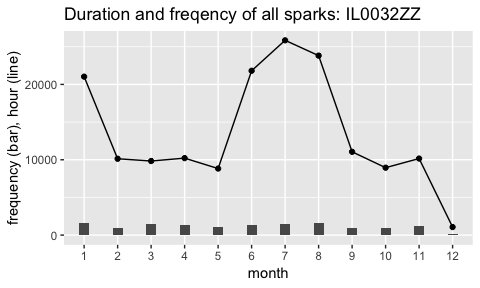 Duration and freqency of all sparks: IL0032ZZ
frequency (bar), hour (line)
20000
10000
0
1 2 3 4 5 6 7 8 9 10 11 12
month